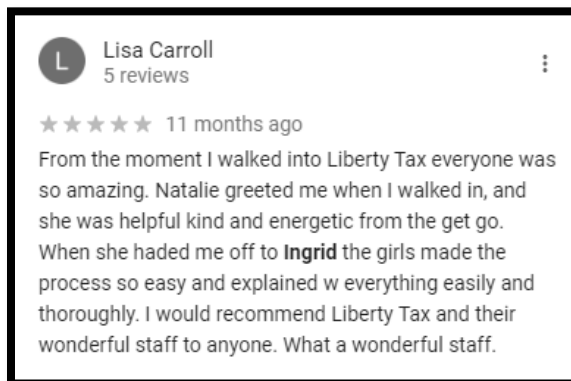 L
Lisa Carroll
5 reviews
11 months ago
From the moment I walked into Liberty Tax everyone was
so amazing. Natalie greeted me when I walked in, and
she was helpful kind and energetic from the get go.
When she haded me off to Ingrid the girls made the
process so easy and explained w everything easily and
thoroughly. I would recommend Liberty Tax and their
wonderful staff to anyone. What a wonderful staff.